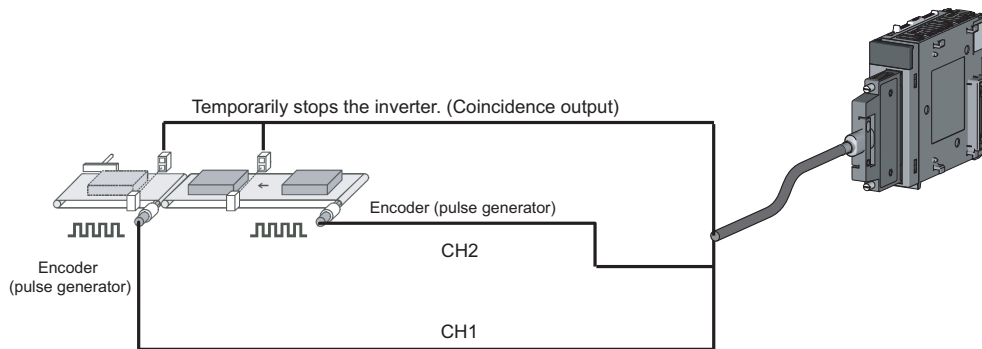 Temporarily stops the inverter. (Coincidence output)
Encoder (pulse generator)
CH2
Encoder
(pulse generator)
CH1